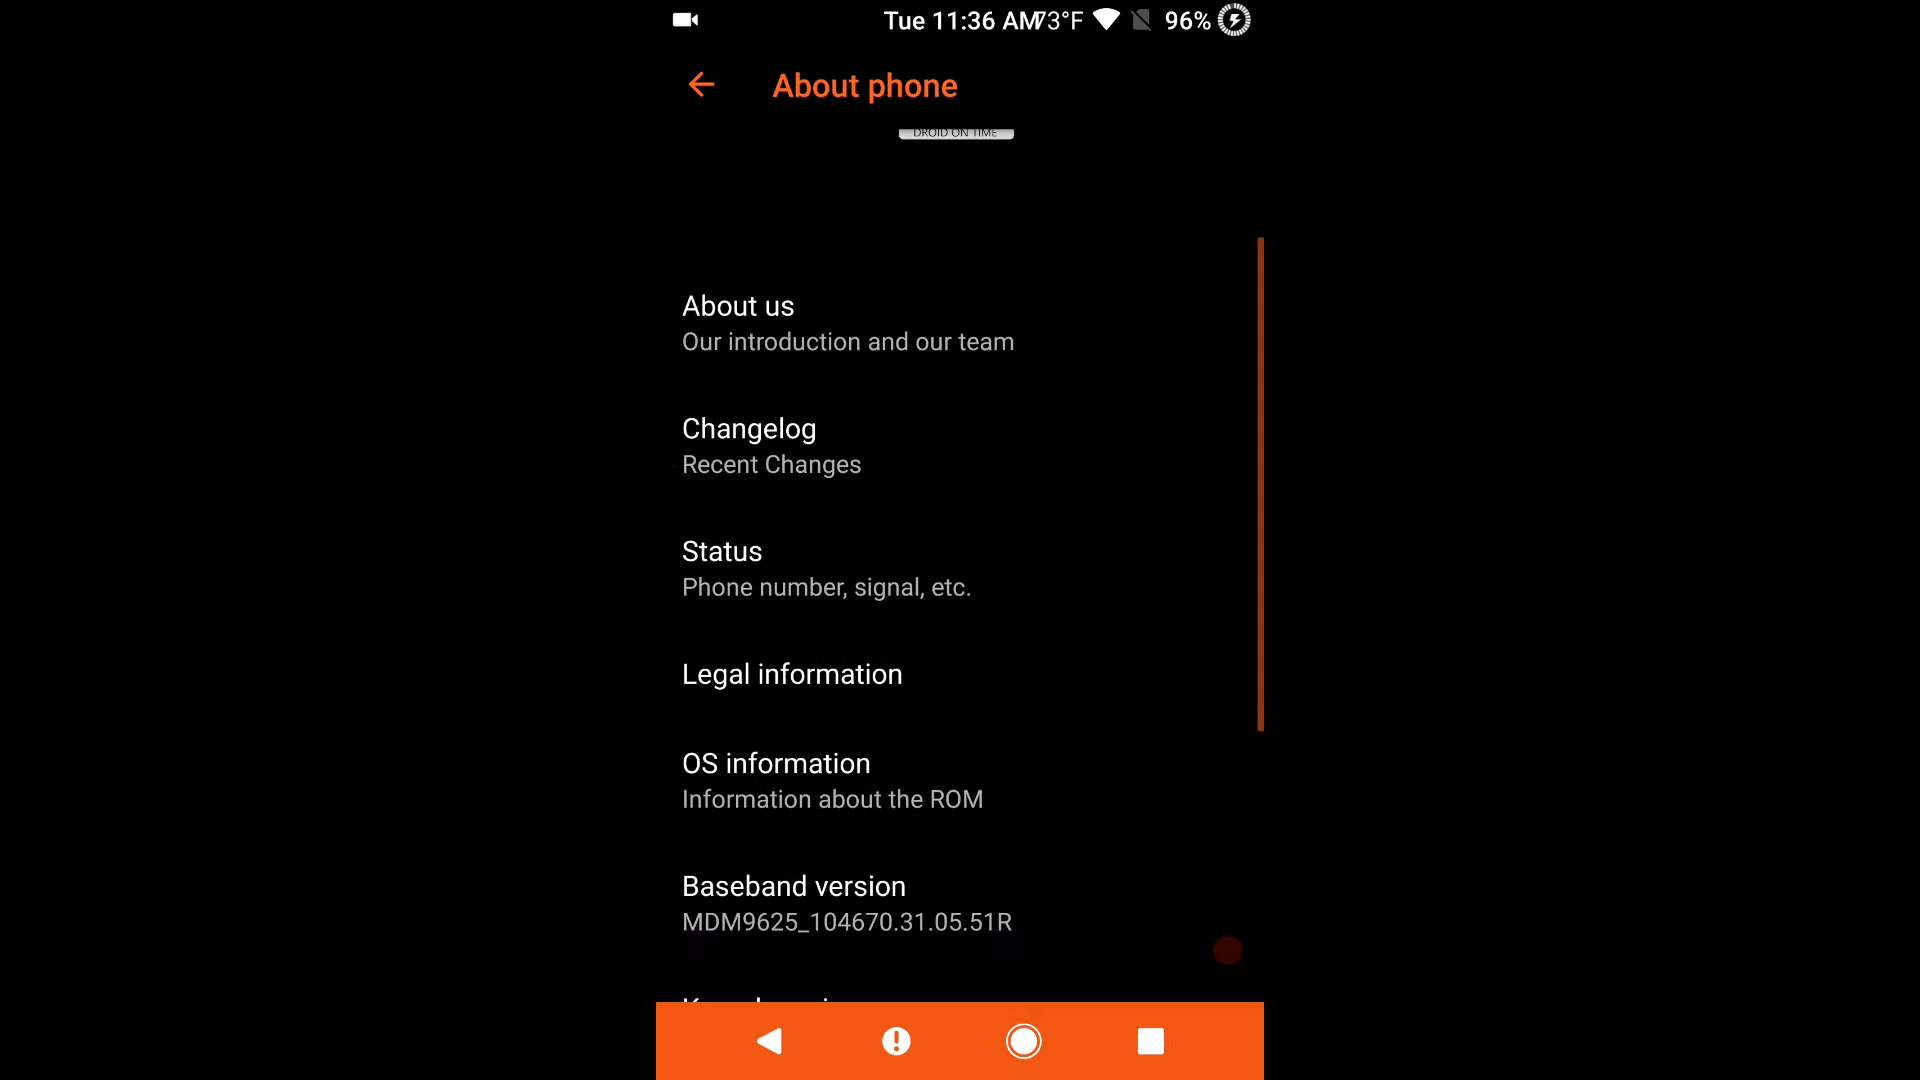 Tue 11:36 AM 73°F 96%
About phone
DROID ON TIME
About us
Our introduction and our team
Changelog
Recent Changes
Status
Phone number, signal, etc.
Legal information
OS information
Information about the ROM
Baseband version
MDM9625_104670.31.05.51R